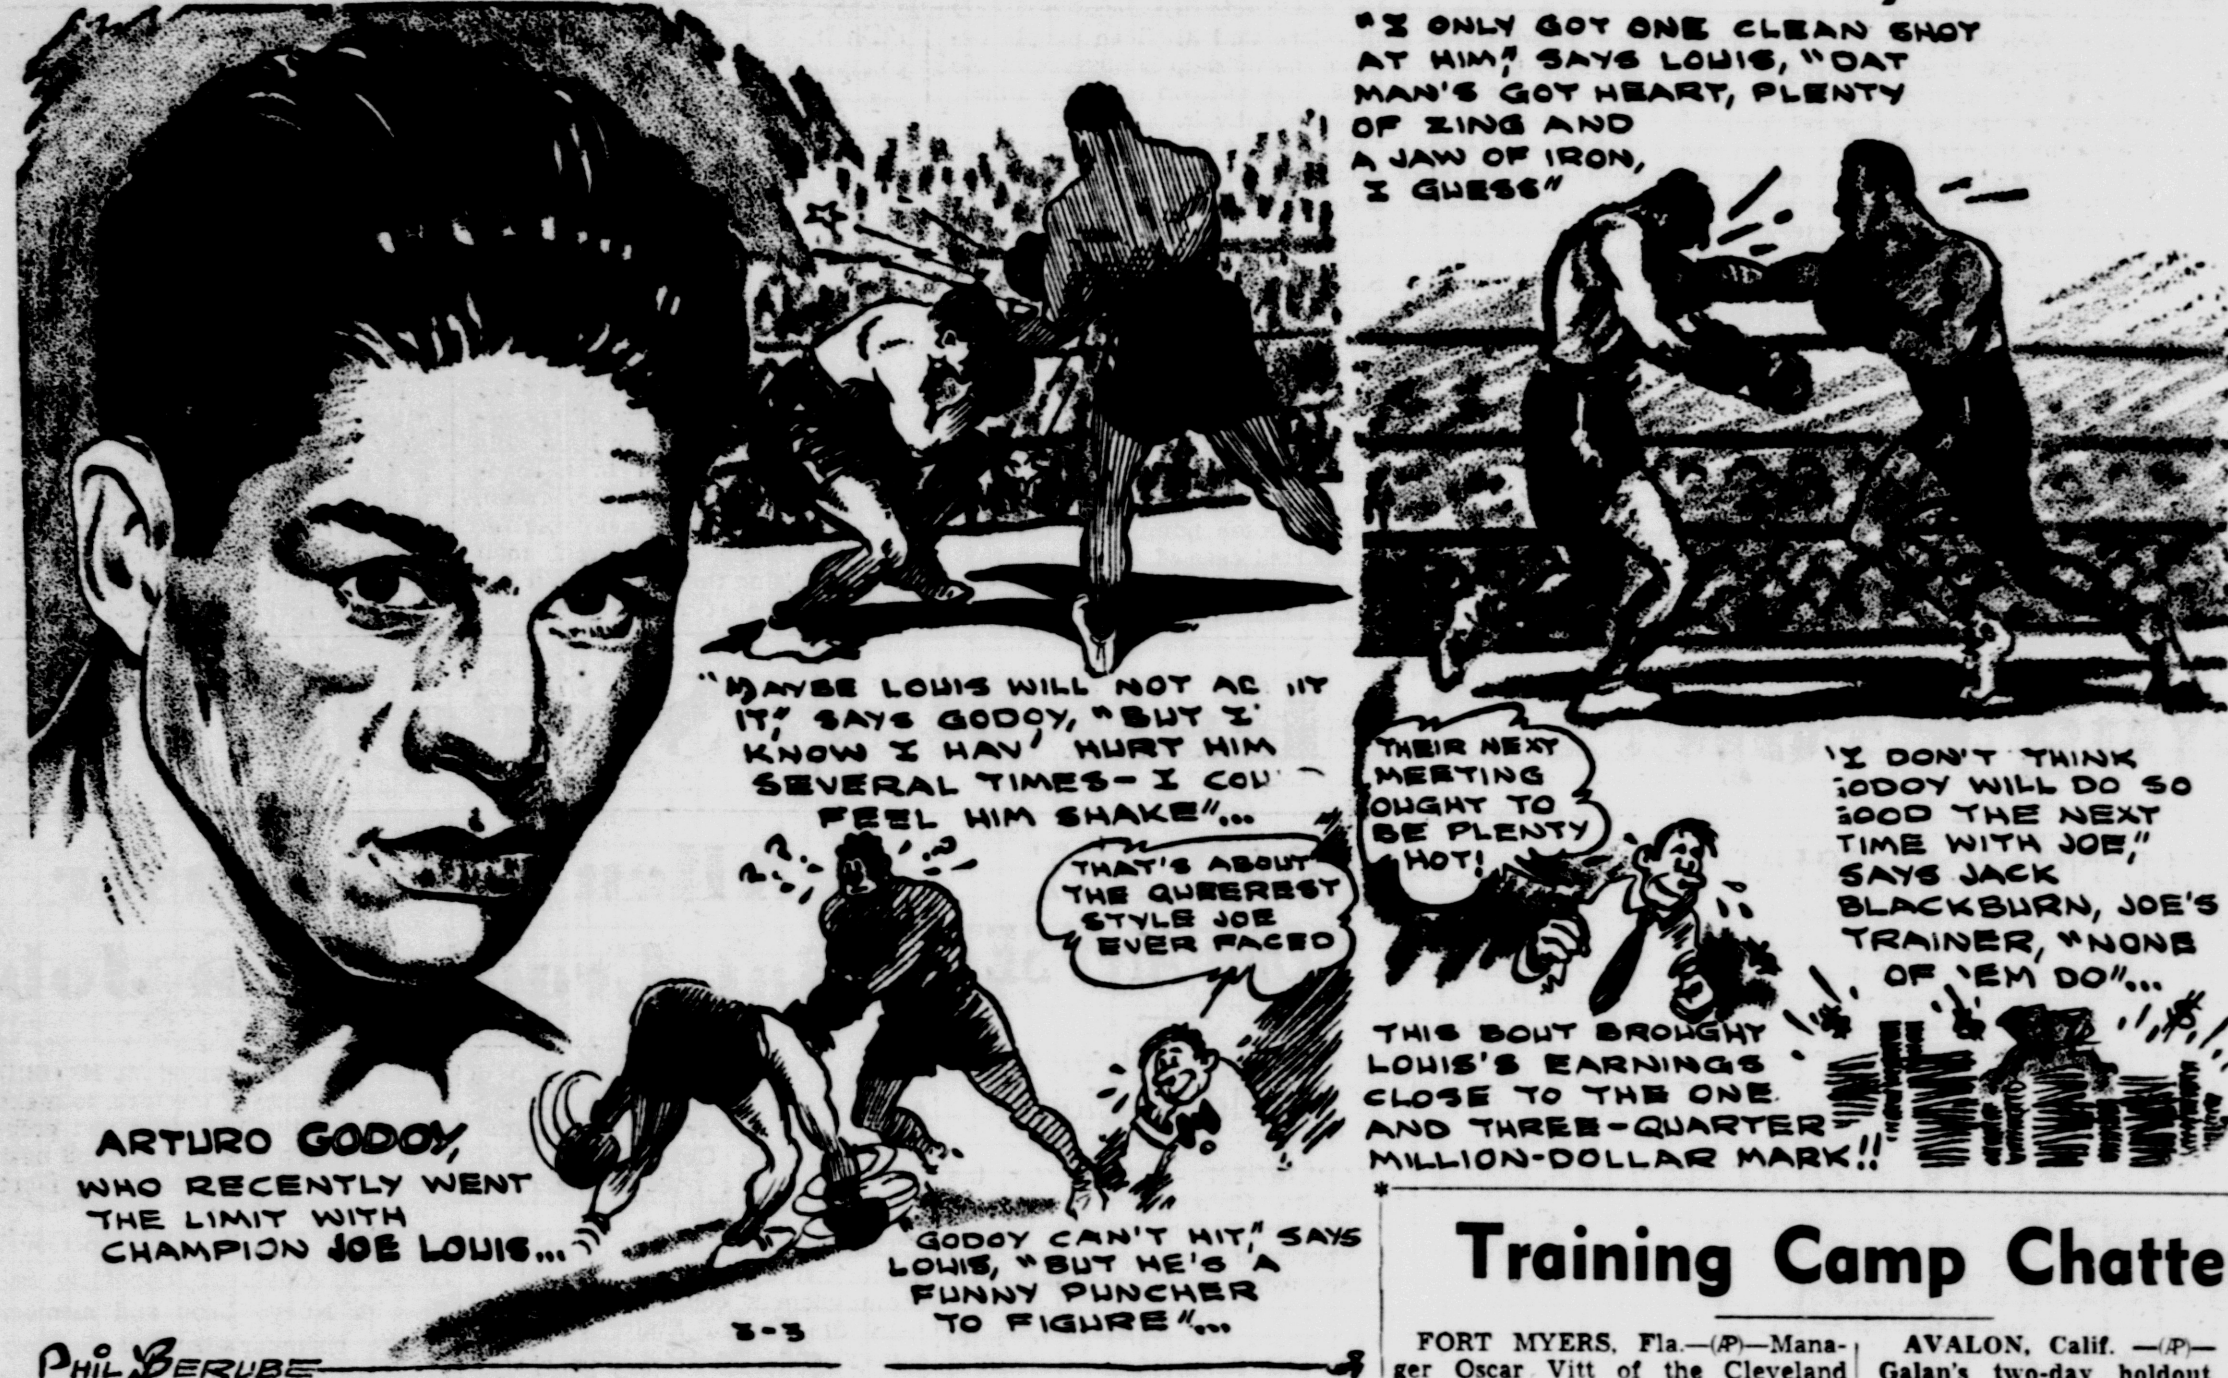 "I ONLY GOT ONE CLEAN SHOT
AT HIM," SAYS LOUIS, "DAT
MAN'S GOT HEART, PLENTY
OF ZING AND
A JAW OF IRON,
I GUESS"
"MAYBE LOUIS WILL NOT
IT," SAYS GODOY, "BUT I
KNOW I HAV' HURT HIM
SEVERAL TIMES- I
FEEL HIM SHAKE"...
THAT'S ABOUT
THE QUEEREST
STYLE JOE
EVER FACED
ARTURO GODOY,
WHO RECENTLY WENT
THE LIMIT WITH
CHAMPION JOE LOUIS...
"GODOY CAN'T HIT," SAYS
LOUIS, "BUT HE'S A
FUNNY PUNCHER
TO FIGURE"...
3-3
PHIL BERUBE
THEIR NEXT
MEETING
OUGHT TO
BE PLENTY
HOT!
'I DON'T THINK
GODOY WILL DO SO
GOOD THE NEXT
TIME WITH JOE,"
SAYS JACK
BLACKBURN, JOE'S
TRAINER, "NONE
OF 'EM DO"...
THIS BOUT BROUGHT
LOUIS'S EARNINGS
CLOSE TO THE ONE
AND THREE-QUARTER-
MILLION-DOLLAR MARK!!
Training Camp Chatte
FORT MYERS, Fla.—(AP)—Mana-
ger Oscar Vitt of the Cleveland
AVALON, Calif. —(AP)—
Galan's two-day holdout